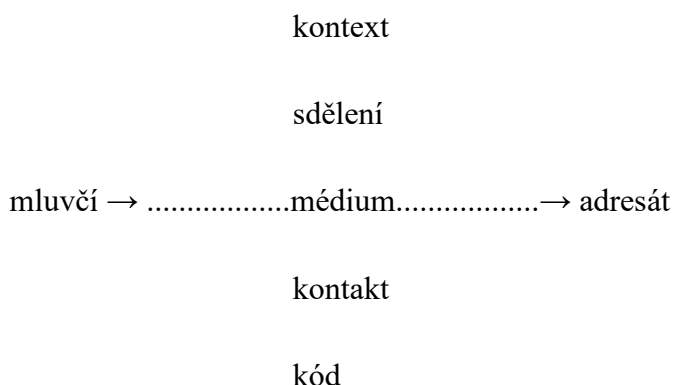 kontext
sdělení
mluvčí → ..................médium..................→ adresát
kontakt
kód